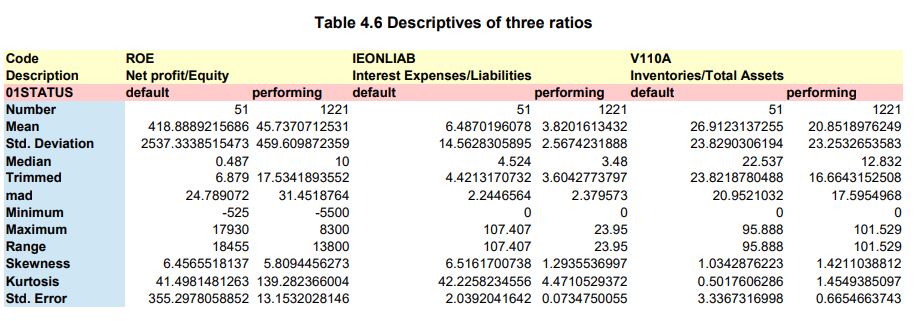 Table 4.6 Descriptives of three ratios
Code ROE IEONLIAB V110A
Description Net profit/Equity Interest Expenses/Liabilities Inventories/Total Assets
01STATUS default performing default performing default performing
Number 51 1221 51 1221 51 1221
Mean 418.8889215686 45.7370712531 6.4870196078 3.8201613432 26.9123137255 20.8518976249
Std. Deviation 2537.3338515473 459.609872359 14.5628305895 2.5674231888 23.8290306194 23.2532653583
Median 0.487 10 4.524 3.48 22.537 12.832
Trimmed 6.879 17.5341893552 4.4213170732 3.6042773797 23.8218780488 16.6643152508
mad 24.789072 31.4518764 2.2446564 2.379573 20.9521032 17.5954968
Minimum -525 -5500 0 0 0 0
Maximum 17930 8300 107.407 23.95 95.888 101.529
Range 18455 13800 107.407 23.95 95.888 101.529
Skewness 6.4565518137 5.8094456273 6.5161700738 1.2935536997 1.0342876223 1.4211038812
Kurtosis 41.4981481263 139.282366004 42.2258234556 4.4710529372 0.5017606286 1.4549385097
Std. Error 355.2978058852 13.1532028146 2.0392041642 0.0734750055 3.3367316998 0.6654663743